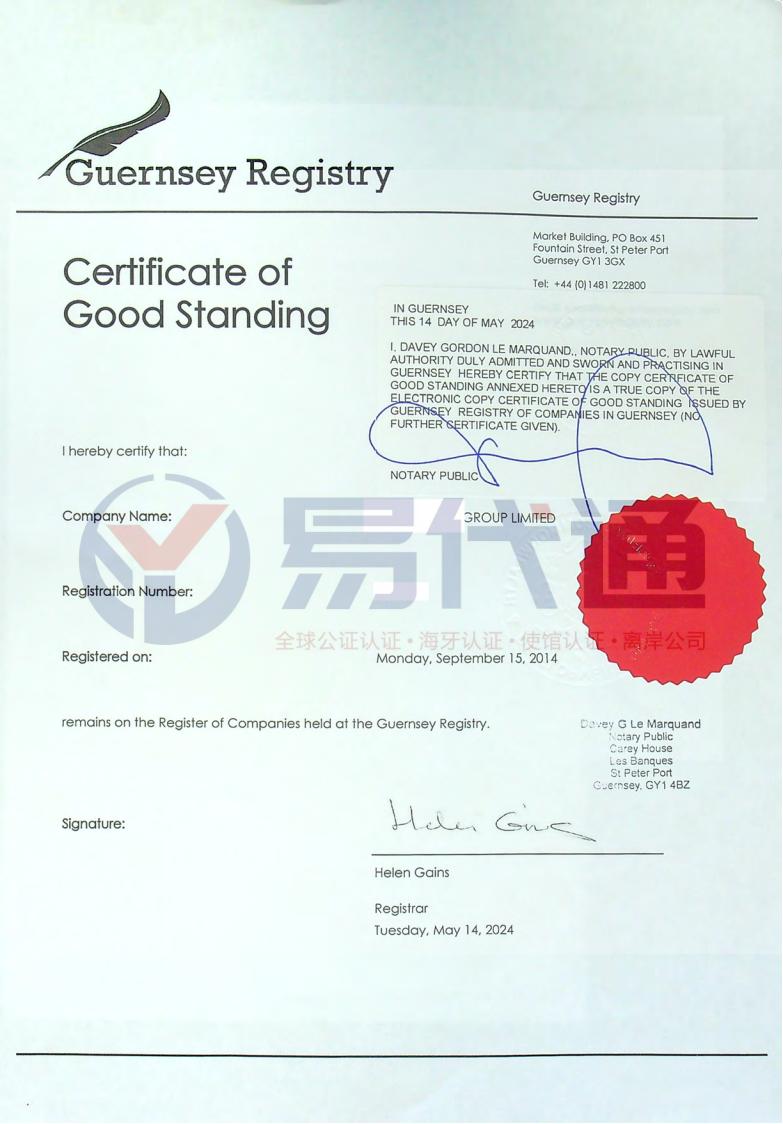 Guernsey Registry
Guernsey Registry
Market Building, PO Box 451
Fountain Street, St Peter Port
Guernsey GY1 3GX
Tel: +44 (0)1481 222800
Certificate of
Good Standing
IN GUERNSEY
THIS 14 DAY OF MAY 2024
I, DAVEY GORDON LE MARQUAND,, NOTARY PUBLIC, BY LAWFUL
AUTHORITY DULY ADMITTED AND SWORN AND PRACTISING IN
GUERNSEY HEREBY CERTIFY THAT THE COPY CERTIFICATE OF
GOOD STANDING ANNEXED HERETO IS A TRUE COPY OF THE
ELECTRONIC COPY CERTIFICATE OF GOOD STANDING ISSUED BY
GUERNSEY REGISTRY OF COMPANIES IN GUERNSEY (NO
FURTHER CERTIFICATE GIVEN).
NOTARY PUBLIC
I hereby certify that:
Company Name: GROUP LIMITED
易代通
Registration Number:
全球公证认证·海牙认证·使馆认证·离岸公司
Registered on: Monday, September 15, 2014
remains on the Register of Companies held at the Guernsey Registry.
Davey G Le Marquand
Notary Public
Carey House
Les Banques
St Peter Port
Guernsey, GY1 4BZ
Signature: Helen Gains
Helen Gains
Registrar
Tuesday, May 14, 2024